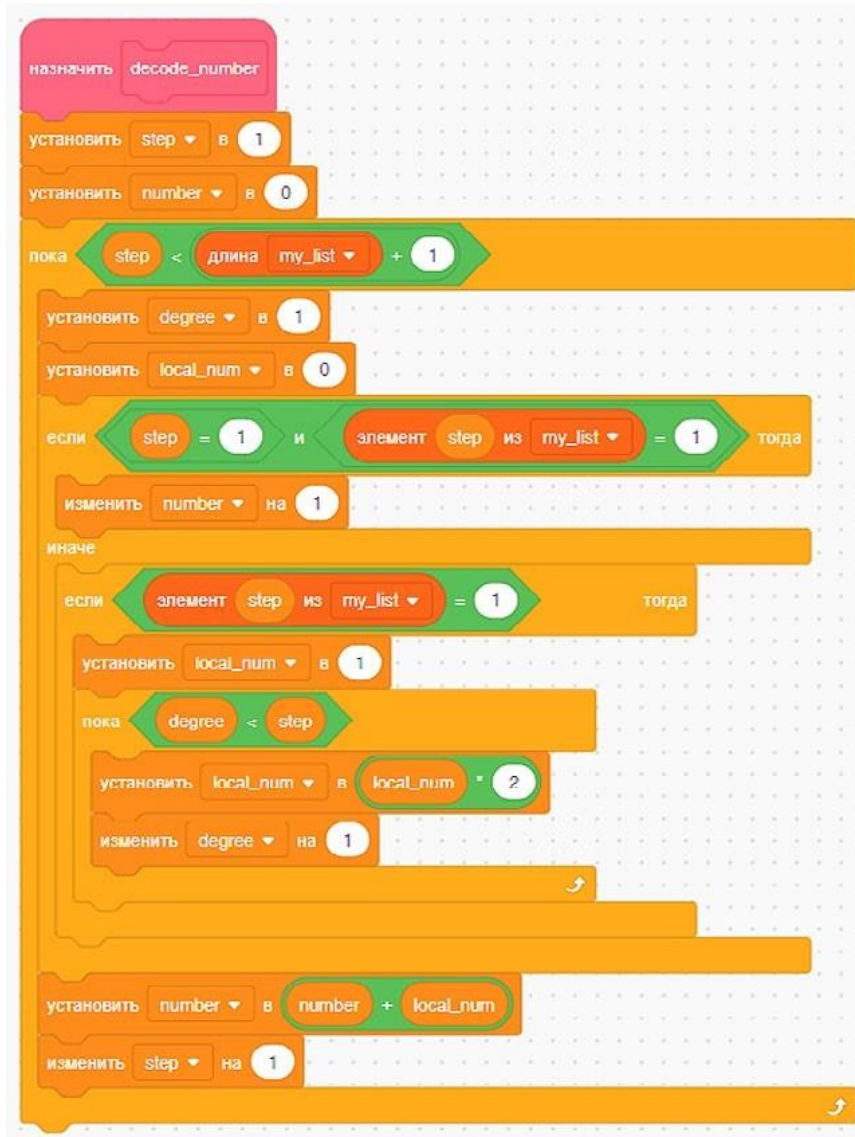 назначить decode_number
установить step в 1
установить number в 0
пока step < длина my_list + 1
установить degree в 1
установить local_num в 0
если step = 1 и элемент step из my_list = 1 тогда
изменить number на 1
иначе
если элемент step из my_list = 1 тогда
установить local_num в 1
пока degree < step
установить local_num в local_num * 2
изменить degree на 1
установить number в number + local_num
изменить step на 1